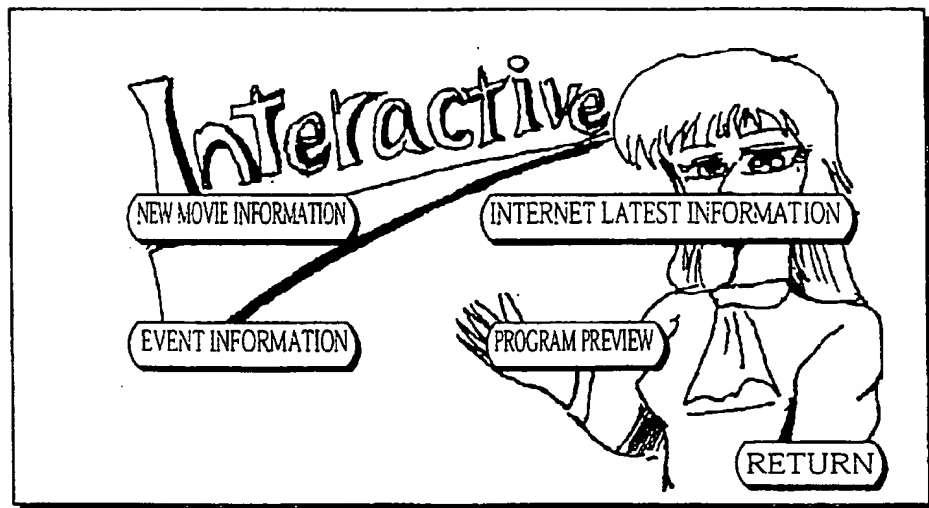 Interactive
NEW MOVIE INFORMATION
INTERNET LATEST INFORMATION
EVENT INFORMATION
PROGRAM PREVIEW
RETURN